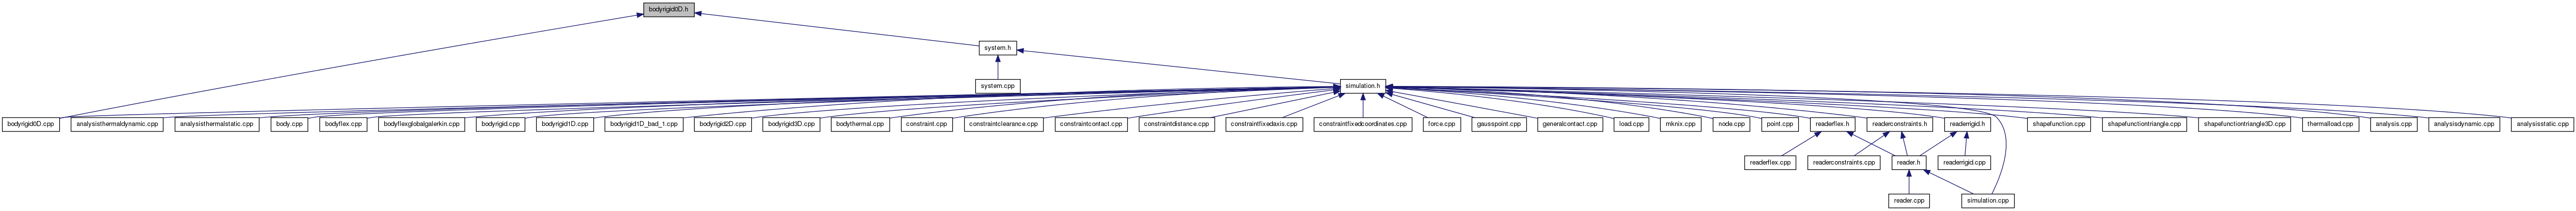 bodyrigid0D.h
system.h
system.cpp
simulation.h
bodyrigid0D.cpp
analysisthermaldynamic.cpp
analysisthermalstatic.cpp
body.cpp
bodyflex.cpp
bodyflexglobalgalerkin.cpp
bodyrigid.cpp
bodyrigid1D.cpp
bodyrigid1D_bad_1.cpp
bodyrigid2D.cpp
bodyrigid3D.cpp
bodythermal.cpp
constraint.cpp
constraintclearance.cpp
constraintcontact.cpp
constraintdistance.cpp
constraintfixedaxis.cpp
constraintfixedcoordinates.cpp
force.cpp
gausspoint.cpp
generalcontact.cpp
load.cpp
mknix.cpp
node.cpp
point.cpp
readerflex.h
readerconstraints.h
readerrigid.h
shapefunction.cpp
shapefunctiontriangle.cpp
shapefunctiontriangle3D.cpp
thermalload.cpp
analysis.cpp
analysisdynamic.cpp
analysisstatic.cpp
readerflex.cpp
readerconstraints.cpp
reader.h
readerrigid.cpp
reader.cpp
simulation.cpp